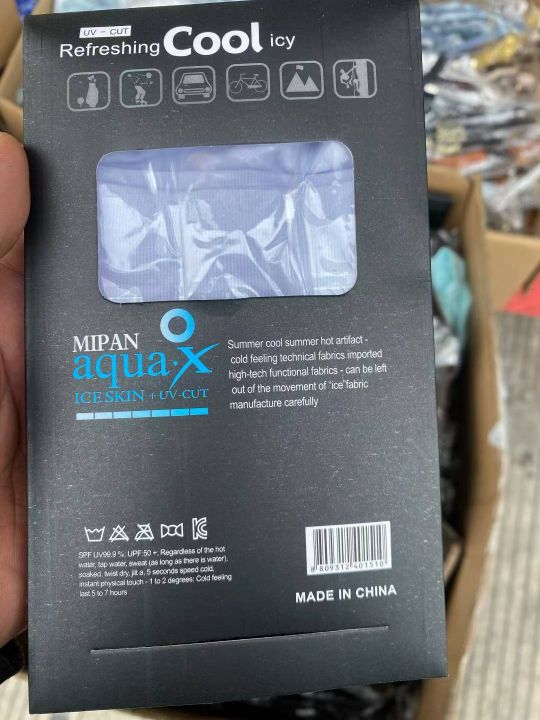 UV - CUT
Refreshing Cool icy
MIPAN
aqua·X
ICE SKIN + UV-CUT
Summer cool summer hot artifact -
cold feeling technical fabrics imported
high-tech functional fabrics - can be left
out of the movement of "ice"fabric
manufacture carefully
SPF UV99.9 %, UPF:50 +; Regardless of the hot
water, tap water, sweat (as long as there is water),
soaked, twist dry, jilt a, 5 seconds speed cold,
instant physical touch - 1 to 2 degrees; Cold feeling
last 5 to 7 hours
8 809312 401510
MADE IN CHINA